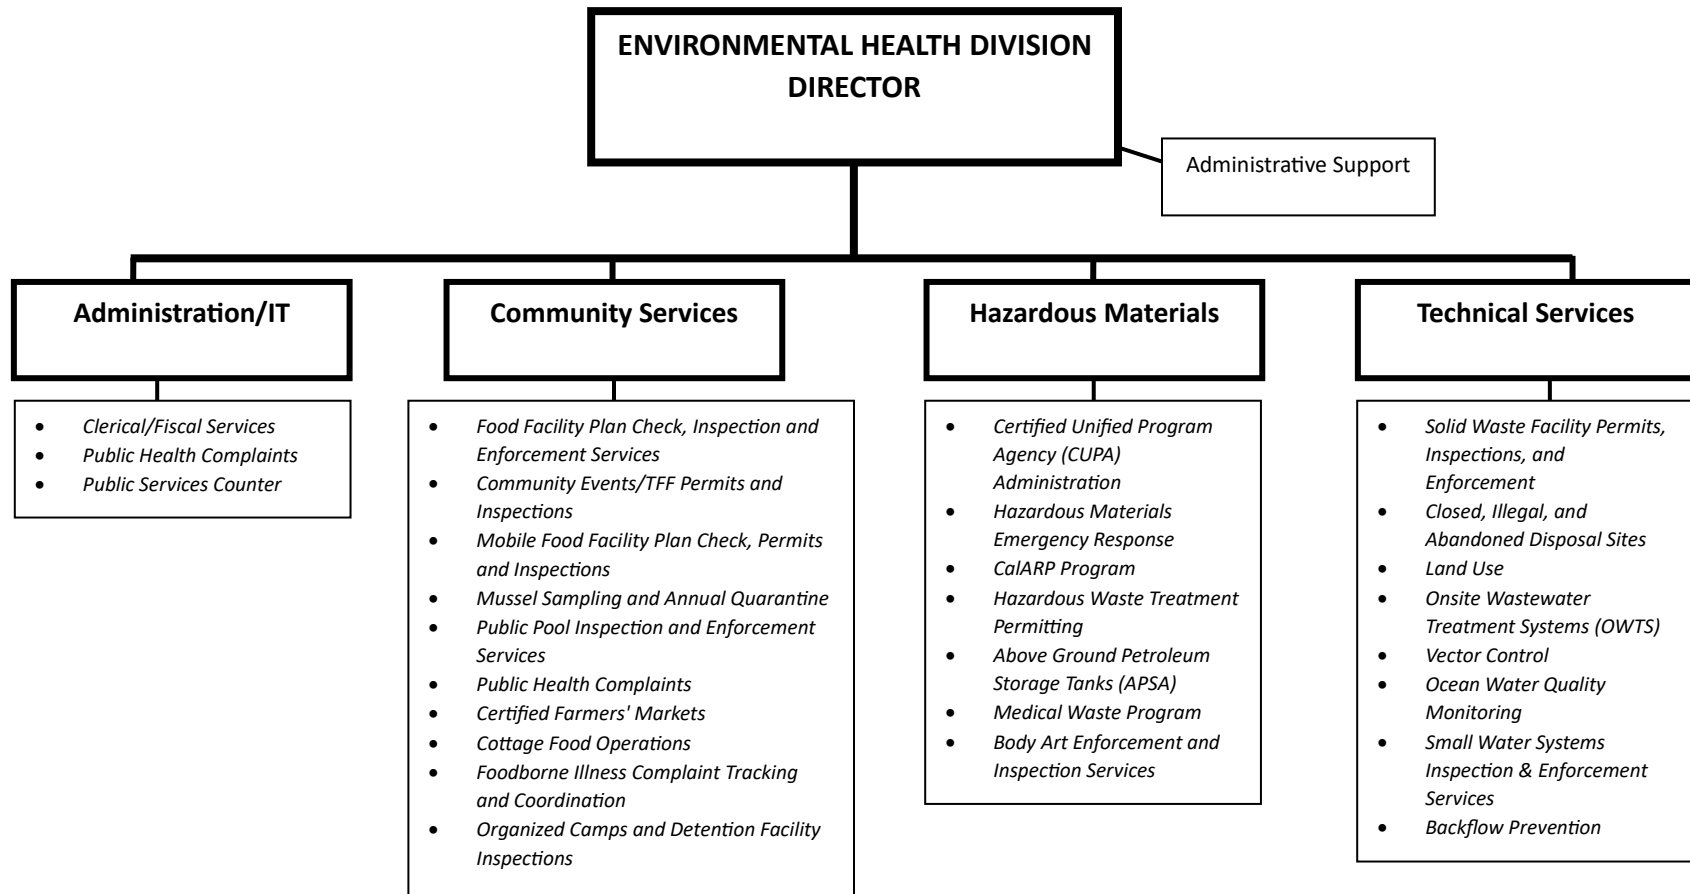 ENVIRONMENTAL HEALTH DIVISION
DIRECTOR
Administrative Support
Administration/IT
• Clerical/Fiscal Services
• Public Health Complaints
• Public Services Counter
Community Services
• Food Facility Plan Check, Inspection and
Enforcement Services
• Community Events/TFF Permits and
Inspections
• Mobile Food Facility Plan Check, Permits
and Inspections
• Mussel Sampling and Annual Quarantine
• Public Pool Inspection and Enforcement
Services
• Public Health Complaints
• Certified Farmers' Markets
• Cottage Food Operations
• Foodborne Illness Complaint Tracking
and Coordination
• Organized Camps and Detention Facility
Inspections
Hazardous Materials
• Certified Unified Program
Agency (CUPA)
Administration
• Hazardous Materials
Emergency Response
• CalARP Program
• Hazardous Waste Treatment
Permitting
• Above Ground Petroleum
Storage Tanks (APSA)
• Medical Waste Program
• Body Art Enforcement and
Inspection Services
Technical Services
• Solid Waste Facility Permits,
Inspections, and
Enforcement
• Closed, Illegal, and
Abandoned Disposal Sites
• Land Use
• Onsite Wastewater
Treatment Systems (OWTS)
• Vector Control
• Ocean Water Quality
Monitoring
• Small Water Systems
Inspection & Enforcement
Services
• Backflow Prevention